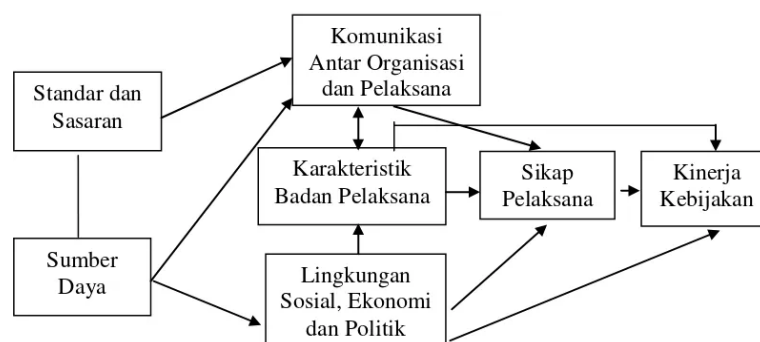 Komunikasi
Antar Organisasi
dan Pelaksana
Standar dan
Sasaran
Karakteristik
Badan Pelaksana
Sikap
Pelaksana
Kinerja
Kebijakan
Sumber
Daya
Lingkungan
Sosial, Ekonomi
dan Politik